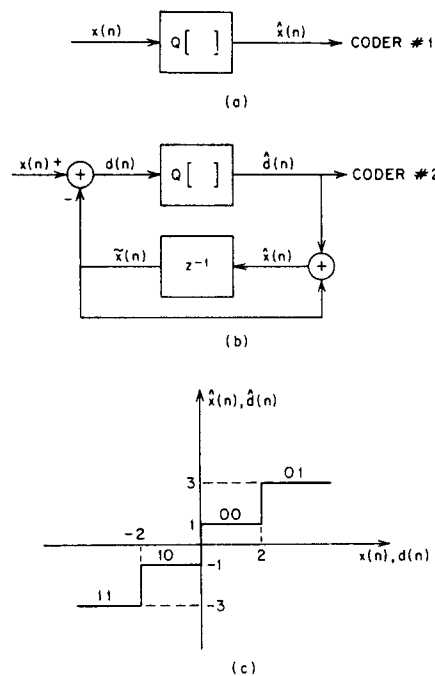 x(n) Q[ ] x̂(n) CODER #1
(a)
x(n) + d(n) Q[ ] d̂(n) CODER #2
-
x̃(n) z⁻¹ x̂(n) +
(b)
x̂(n), d̂(n)
3 01
1 00
-2 10 2
-1 x(n), d(n)
11 -3
(c)